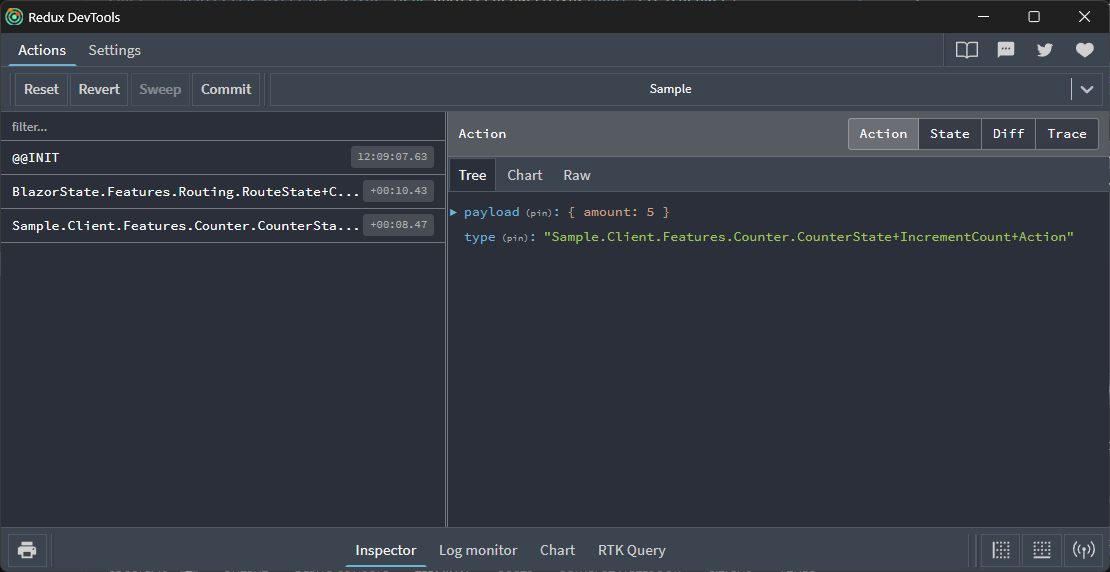 Redux DevTools
Actions Settings
Reset Revert Sweep Commit Sample
filter...
Action Action State Diff Trace
@@INIT 12:09:07.63
Tree Chart Raw
BlazorState.Features.Routing.RouteState+C... +00:10.43
payload (pin): { amount: 5 }
Sample.Client.Features.Counter.CounterSta... +00:08.47
type (pin): "Sample.Client.Features.Counter.CounterState+IncrementCount+Action"
Inspector Log monitor Chart RTK Query